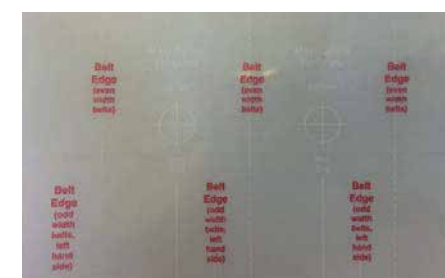 Belt
Edge
(even
width
belts)
Belt
Edge
(even
width
belts)
Belt
Edge
(even
width
belts)
Belt
Edge
(odd
width
belts,
left
hand
side)
Belt
Edge
(odd
width
belts,
left
hand
side)
Belt
Edge
(odd
width
belts,
left
hand
side)